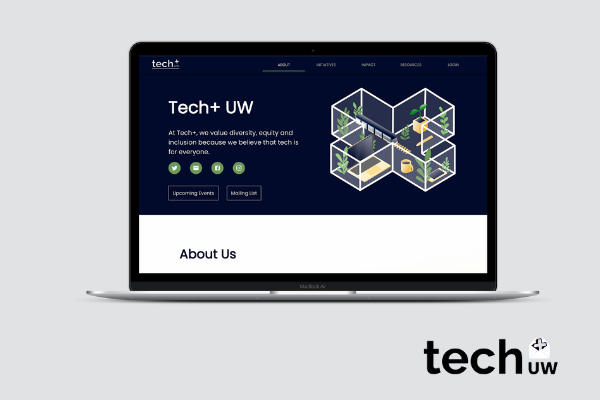 tech+
ABOUT INITIATIVES IMPACT RESOURCES LOGIN
Tech+ UW
At Tech+, we value diversity, equity and
inclusion because we believe that tech is
for everyone.
Upcoming Events Mailing List
About Us
MacBook Air
tech+
UW